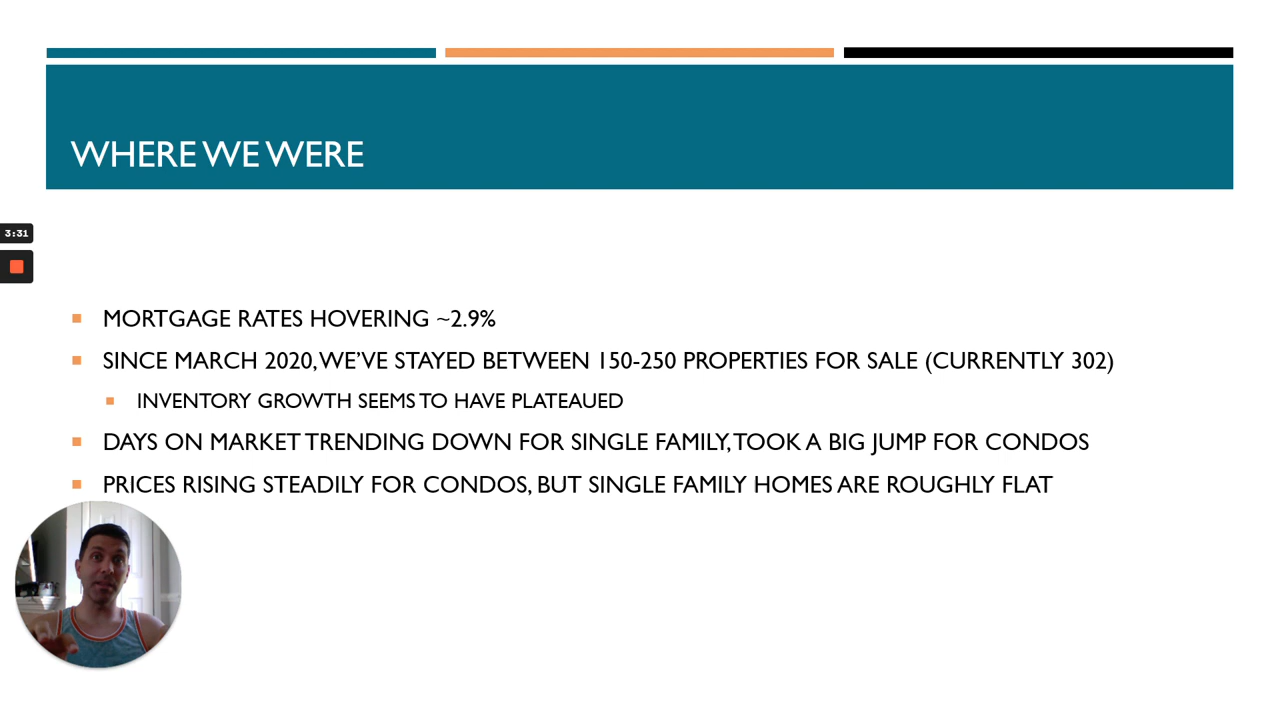 WHERE WE WERE
3:31
MORTGAGE RATES HOVERING ~2.9%
SINCE MARCH 2020, WE'VE STAYED BETWEEN 150-250 PROPERTIES FOR SALE (CURRENTLY 302)
INVENTORY GROWTH SEEMS TO HAVE PLATEAUED
DAYS ON MARKET TRENDING DOWN FOR SINGLE FAMILY, TOOK A BIG JUMP FOR CONDOS
PRICES RISING STEADILY FOR CONDOS, BUT SINGLE FAMILY HOMES ARE ROUGHLY FLAT